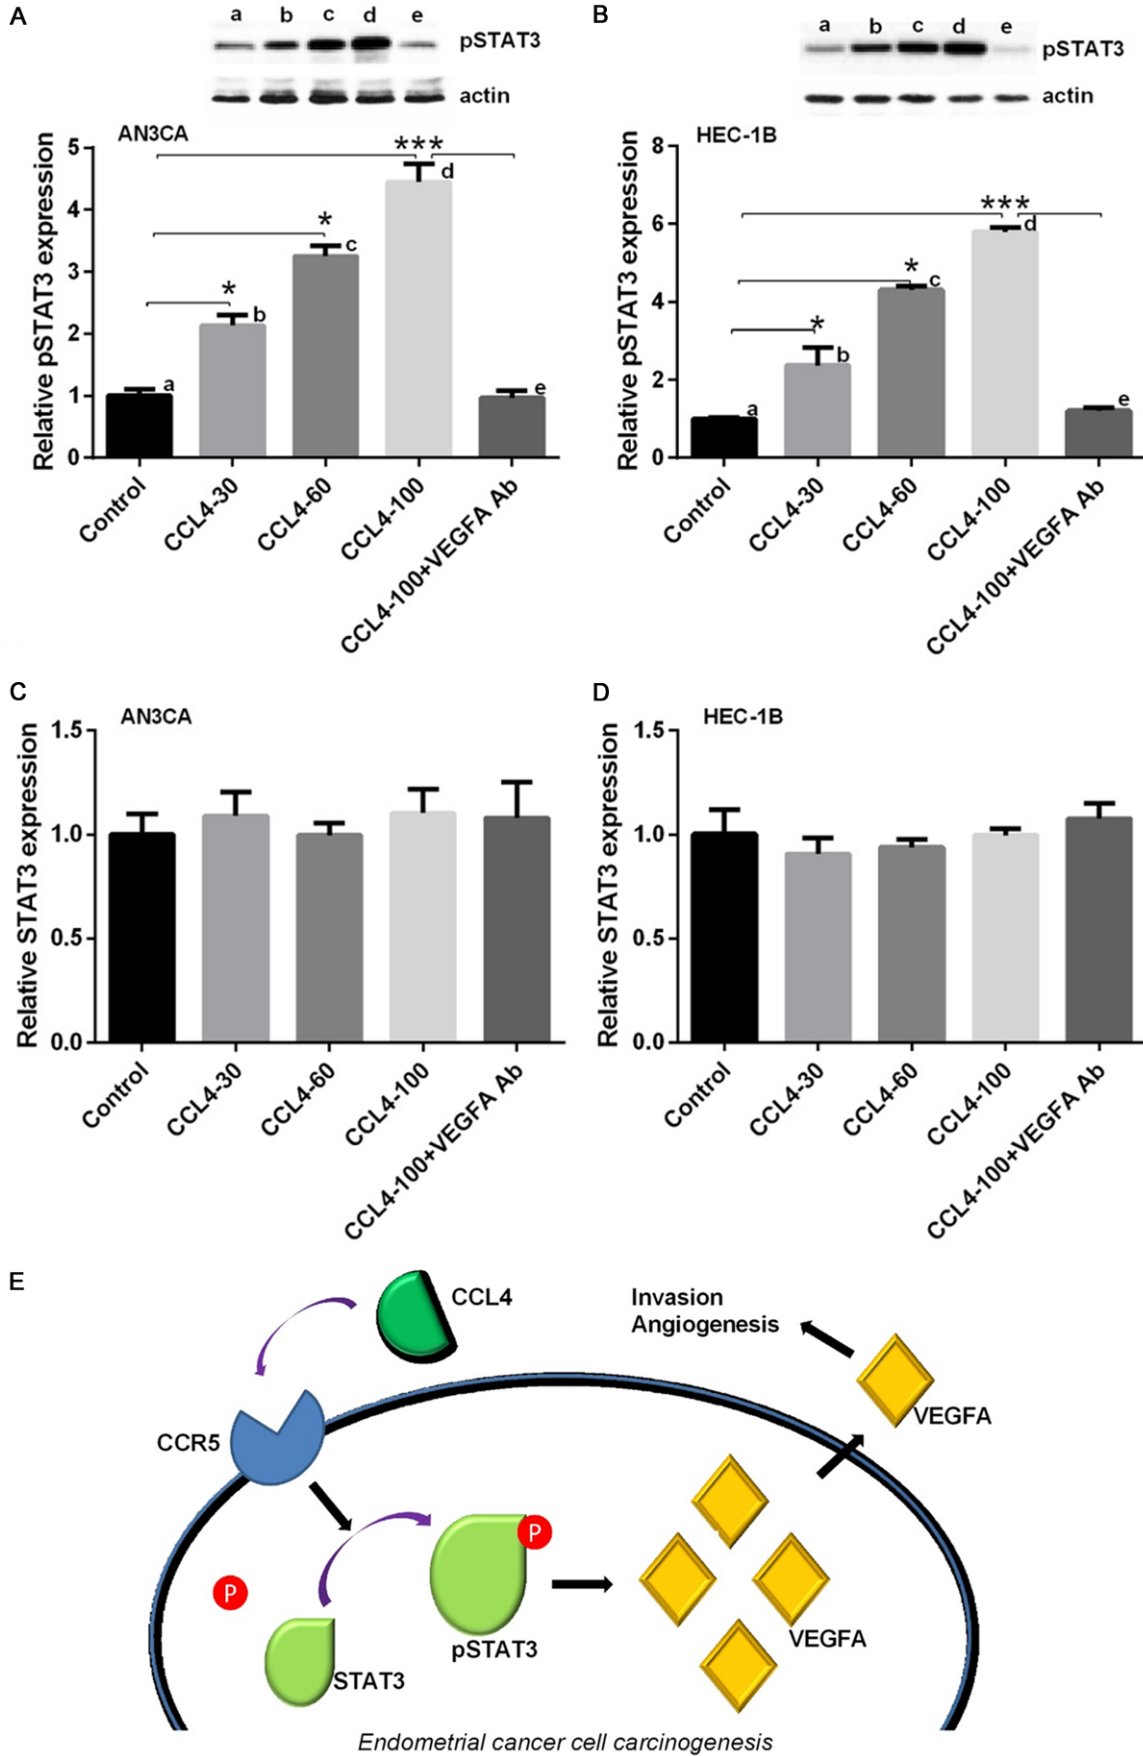 A
a b c d e
pSTAT3
actin
AN3CA
Relative pSTAT3 expression
5
4
3
2
1
0
*
*
***
a
b
c
d
e
Control
CCL4-30
CCL4-60
CCL4-100
CCL4-100+VEGFA Ab
B
a b c d e
pSTAT3
actin
HEC-1B
Relative pSTAT3 expression
8
6
4
2
0
*
*
***
a
b
c
d
e
Control
CCL4-30
CCL4-60
CCL4-100
CCL4-100+VEGFA Ab
C
AN3CA
Relative STAT3 expression
1.5
1.0
0.5
0.0
Control
CCL4-30
CCL4-60
CCL4-100
CCL4-100+VEGFA Ab
D
HEC-1B
Relative STAT3 expression
1.5
1.0
0.5
0.0
Control
CCL4-30
CCL4-60
CCL4-100
CCL4-100+VEGFA Ab
E
CCL4
Invasion
Angiogenesis
VEGFA
CCR5
P
P
STAT3
pSTAT3
VEGFA
Endometrial cancer cell carcinogenesis